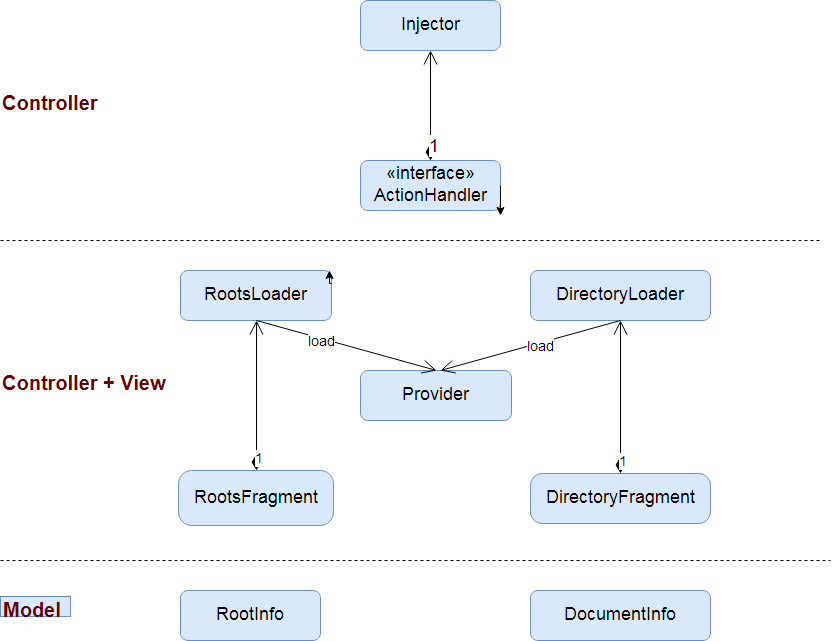 Injector
Controller
1
«interface»
ActionHandler
RootsLoader
DirectoryLoader
load
load
Controller + View
Provider
1
1
RootsFragment
DirectoryFragment
Model
RootInfo
DocumentInfo